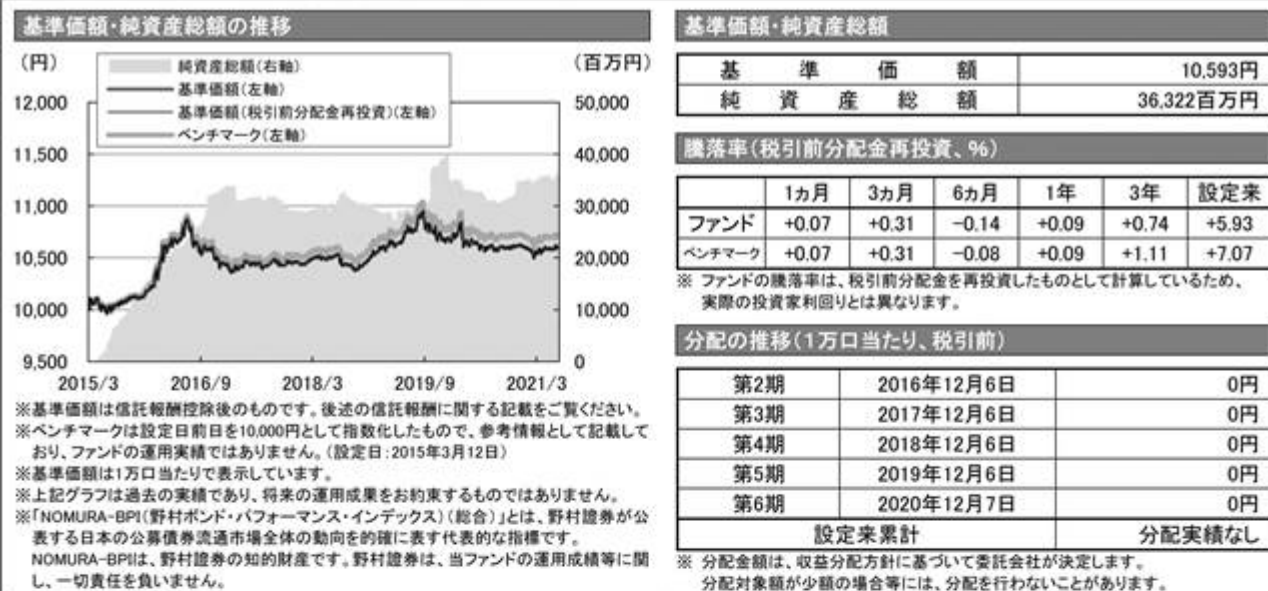 基準価額・純資産総額の推移
(円)
(百万円)
純資産総額(右軸)
基準価額(左軸)
基準価額(税引前分配金再投資)(左軸)
ベンチマーク(左軸)
12,000
11,500
11,000
10,500
10,000
9,500
50,000
40,000
30,000
20,000
10,000
0
2015/3 2016/9 2018/3 2019/9 2021/3
※基準価額は信託報酬控除後のものです。後述の信託報酬に関する記載をご覧ください。
※ベンチマークは設定日前日を10,000円として指数化したもので、参考情報として記載して
おり、ファンドの運用実績ではありません。(設定日:2015年3月12日)
※基準価額は1万口当たりで表示しています。
※上記グラフは過去の実績であり、将来の運用成果をお約束するものではありません。
※「NOMURA-BPI(野村ボンド・パフォーマンス・インデックス)(総合)」とは、野村證券が公
表する日本の公募債券流通市場全体の動向を的確に表す代表的な指標です。
NOMURA-BPIは、野村證券の知的財産です。野村證券は、当ファンドの運用成績等に関
し、一切責任を負いません。
基準価額・純資産総額
基準価額 10,593円
純資産総額 36,322百万円
騰落率(税引前分配金再投資、%)
1ヵ月 3ヵ月 6ヵ月 1年 3年 設定来
ファンド +0.07 +0.31 -0.14 +0.09 +0.74 +5.93
ベンチマーク +0.07 +0.31 -0.08 +0.09 +1.11 +7.07
※ ファンドの騰落率は、税引前分配金を再投資したものとして計算しているため、
実際の投資家利回りとは異なります。
分配の推移(1万口当たり、税引前)
第2期 2016年12月6日 0円
第3期 2017年12月6日 0円
第4期 2018年12月6日 0円
第5期 2019年12月6日 0円
第6期 2020年12月7日 0円
設定来累計 分配実績なし
※ 分配金額は、収益分配方針に基づいて委託会社が決定します。
分配対象額が少額の場合等には、分配を行わないことがあります。